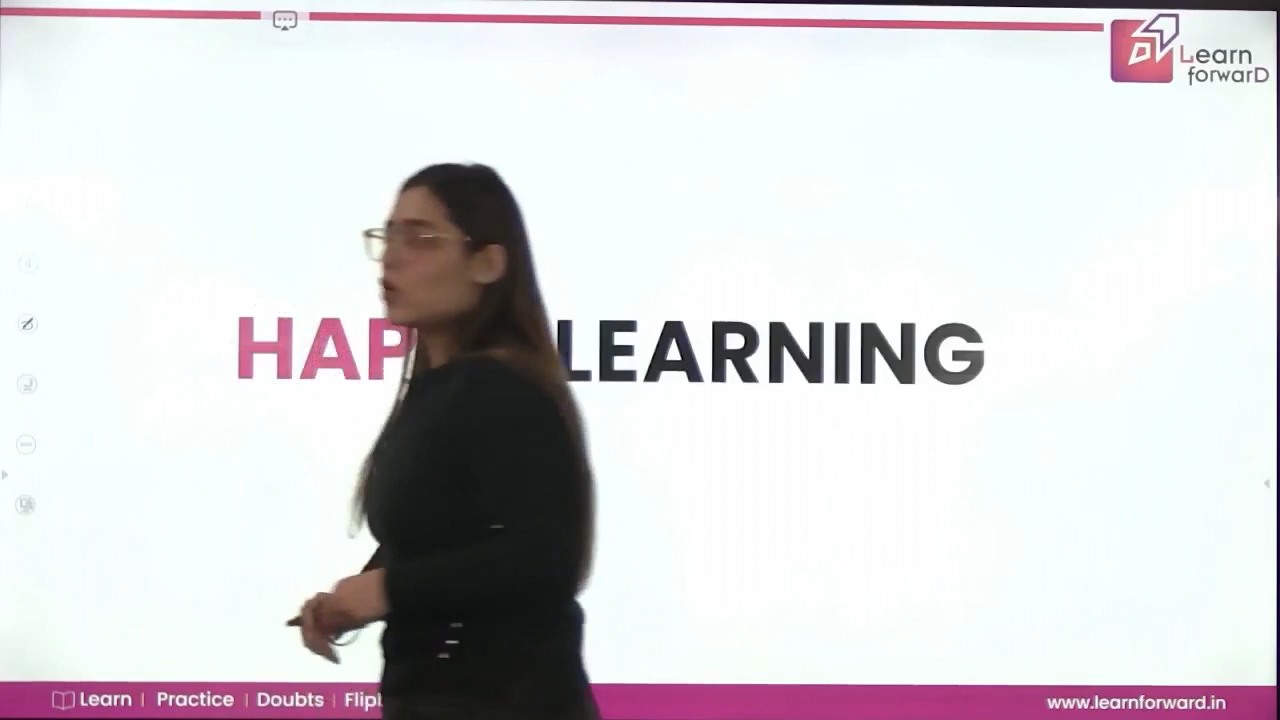 Learn
forwarD
HAP LEARNING
Learn | Practice | Doubts | Flip
www.learnforward.in